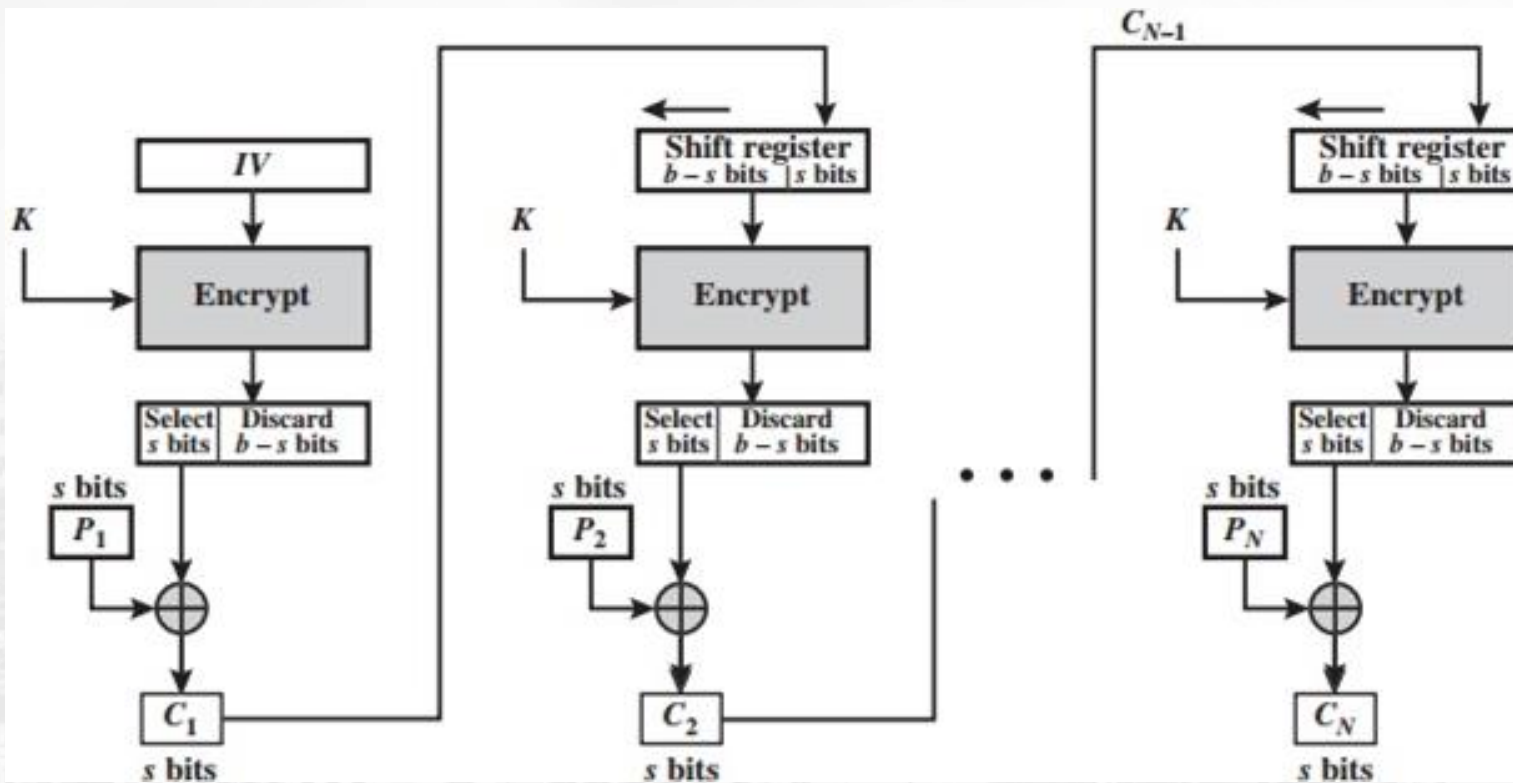 C_{N-1}
IV
Shift register
b – s bits | s bits
Shift register
b – s bits | s bits
K
Encrypt
K
Encrypt
K
Encrypt
Select
s bits
Discard
b – s bits
Select
s bits
Discard
b – s bits
Select
s bits
Discard
b – s bits
s bits
P_1
s bits
P_2
• • •
s bits
P_N
C_1
s bits
C_2
s bits
C_N
s bits